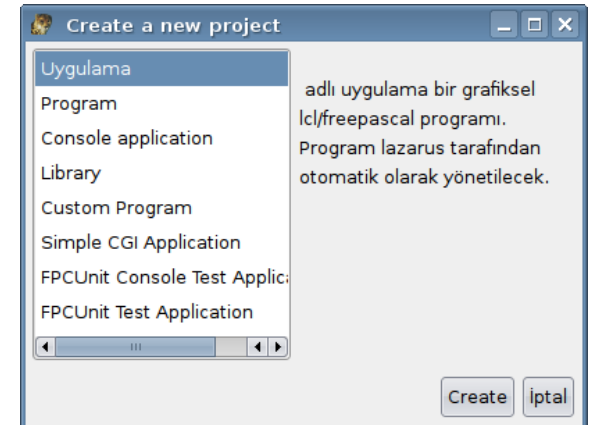 Create a new project
Uygulama
Program
Console application
Library
Custom Program
Simple CGI Application
FPCUnit Console Test Applic
FPCUnit Test Application
adlı uygulama bir grafiksel
lcl/freepascal programı.
Program lazarus tarafından
otomatik olarak yönetilecek.
Create
İptal